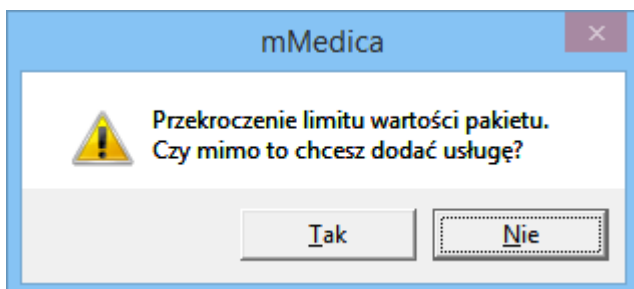 mMedica
Przekroczenie limitu wartości pakietu.
Czy mimo to chcesz dodać usługę?
Tak
Nie